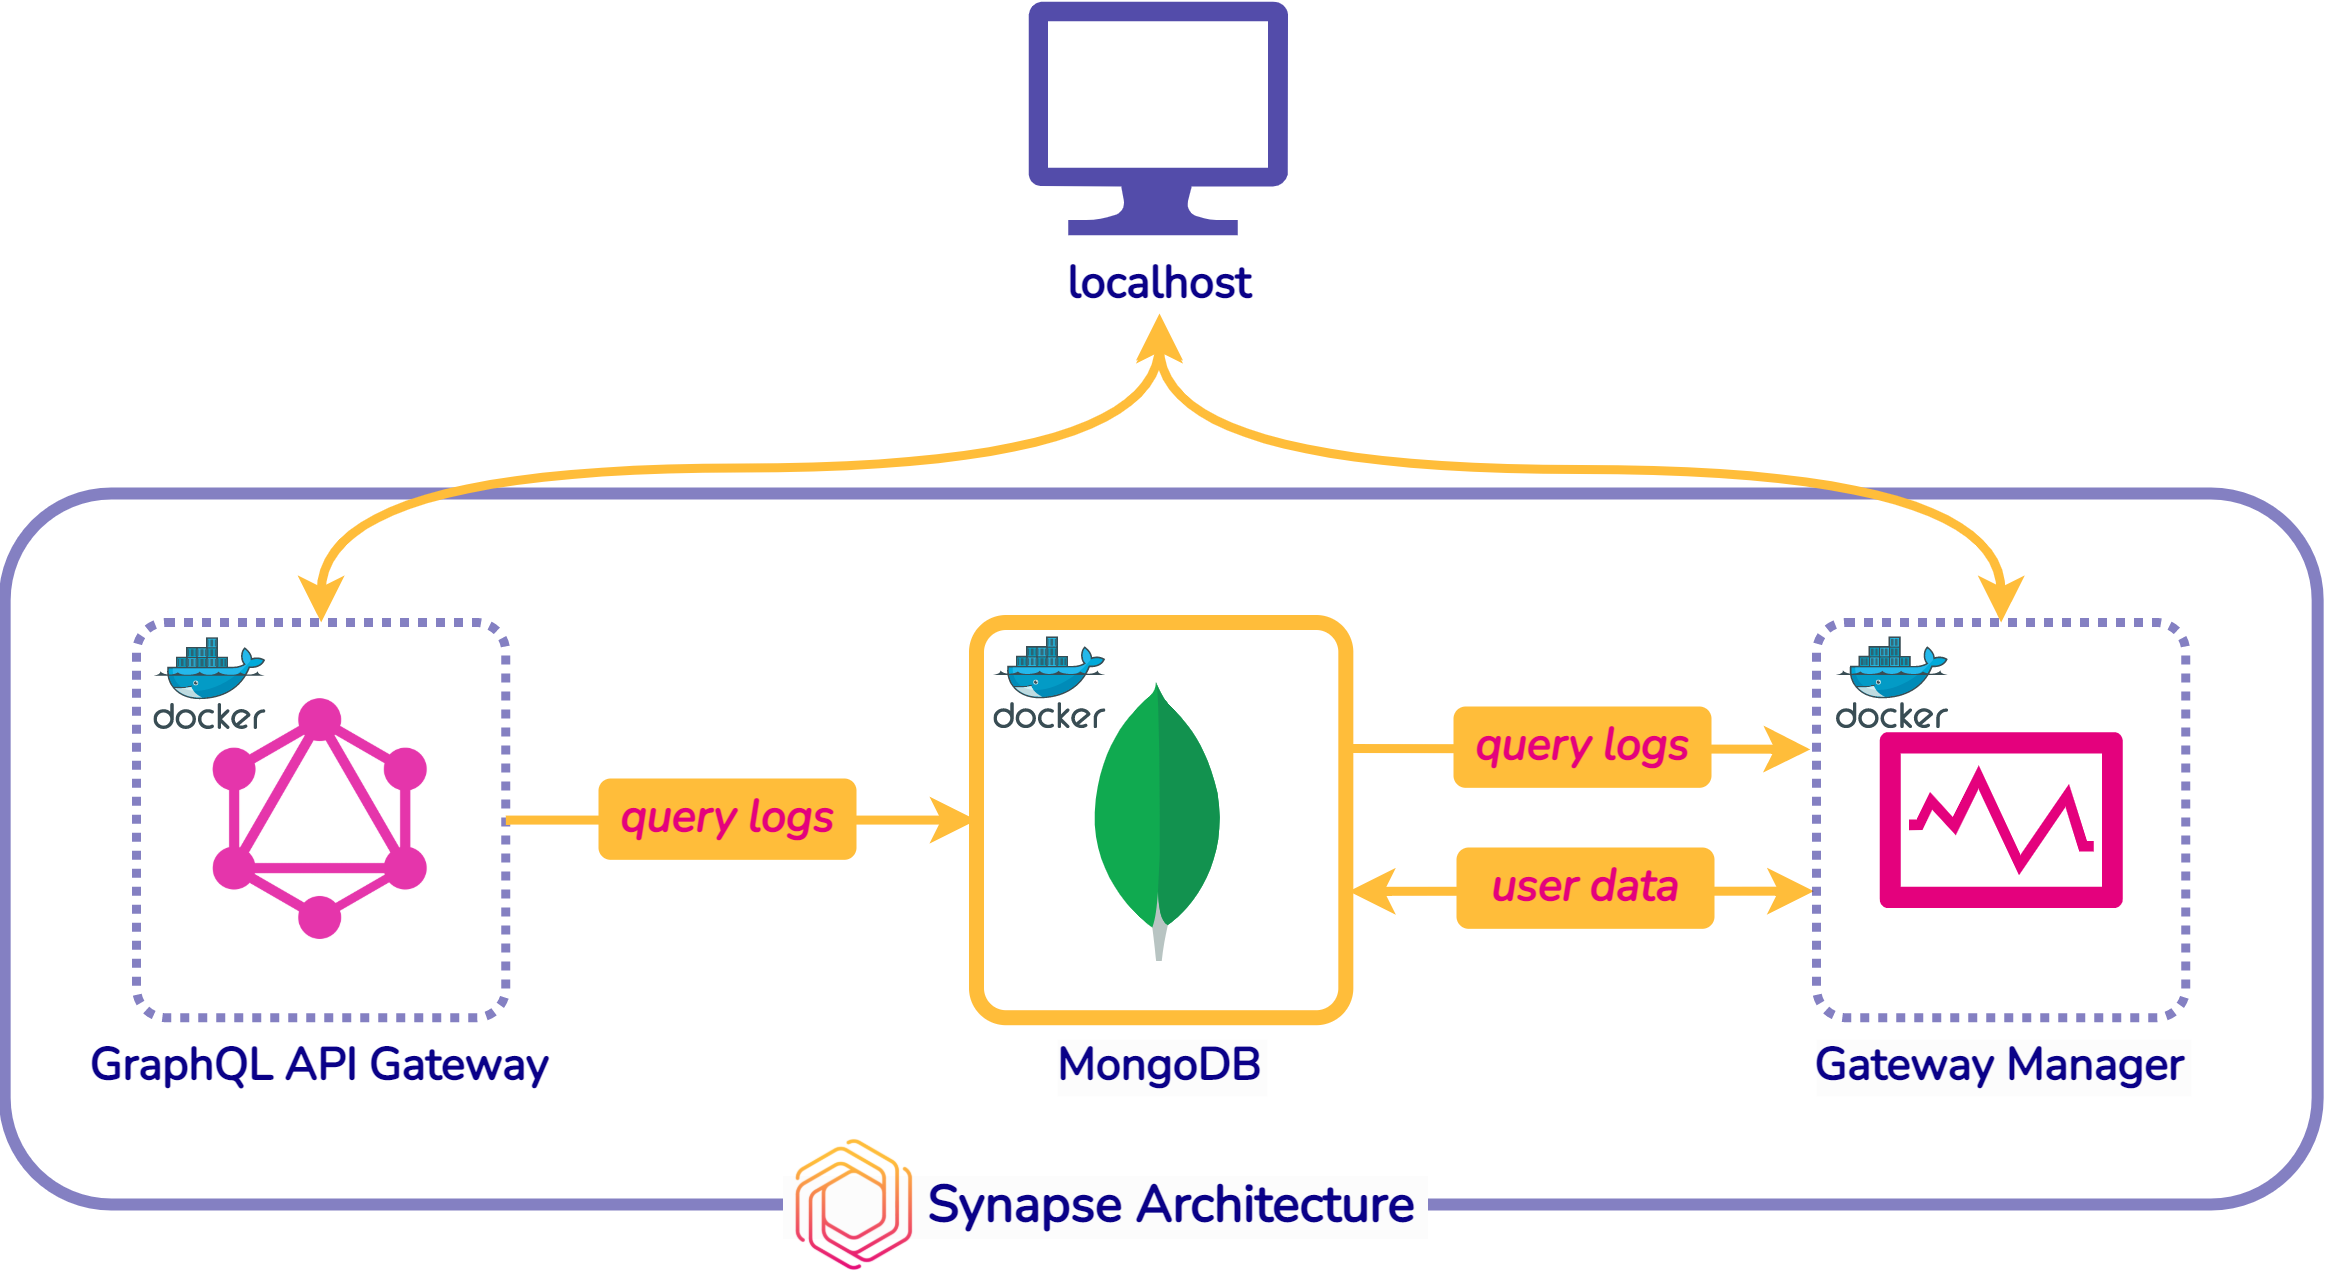 localhost
docker
docker
docker
query logs
query logs
user data
GraphQL API Gateway
MongoDB
Gateway Manager
Synapse Architecture